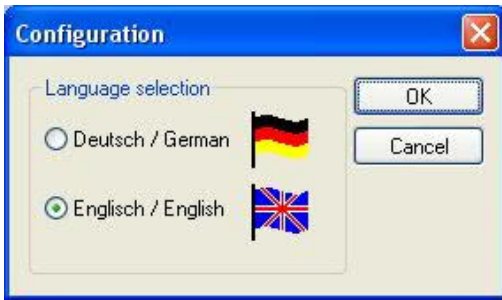 Configuration
Language selection
Deutsch / German
Englisch / English
OK
Cancel